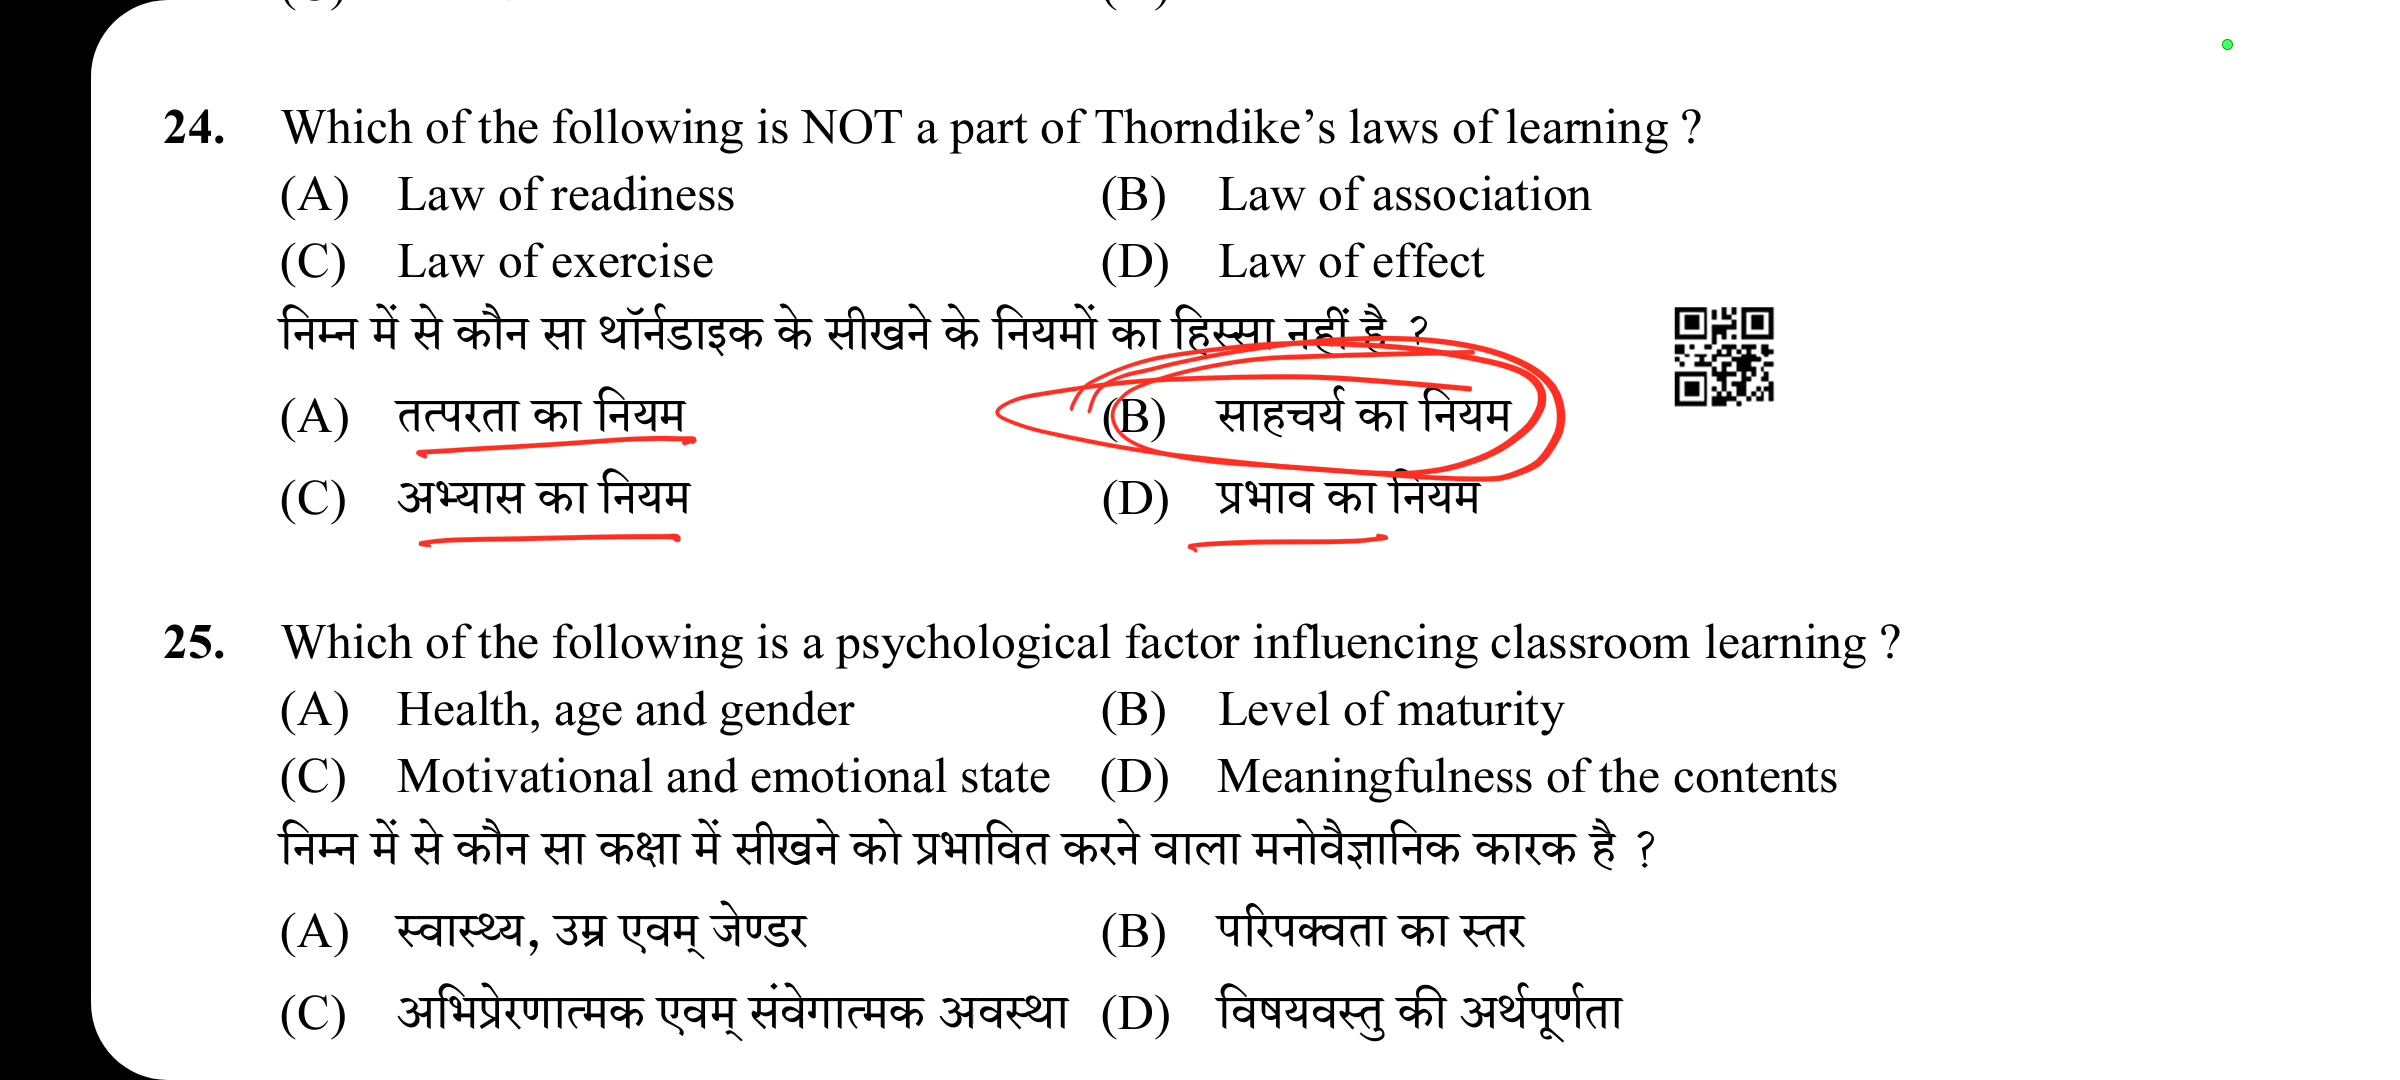 24. Which of the following is NOT a part of Thorndike’s laws of learning ?
(A) Law of readiness (B) Law of association
(C) Law of exercise (D) Law of effect
निम्न में से कौन सा थॉर्नडाइक के सीखने के नियमों का हिस्सा नहीं है ?
(A) तत्परता का नियम (B) साहचर्य का नियम
(C) अभ्यास का नियम (D) प्रभाव का नियम
25. Which of the following is a psychological factor influencing classroom learning ?
(A) Health, age and gender (B) Level of maturity
(C) Motivational and emotional state (D) Meaningfulness of the contents
निम्न में से कौन सा कक्षा में सीखने को प्रभावित करने वाला मनोवैज्ञानिक कारक है ?
(A) स्वास्थ्य, उम्र एवम् जेण्डर (B) परिपक्वता का स्तर
(C) अभिप्रेरणात्मक एवम् संवेगात्मक अवस्था (D) विषयवस्तु की अर्थपूर्णता